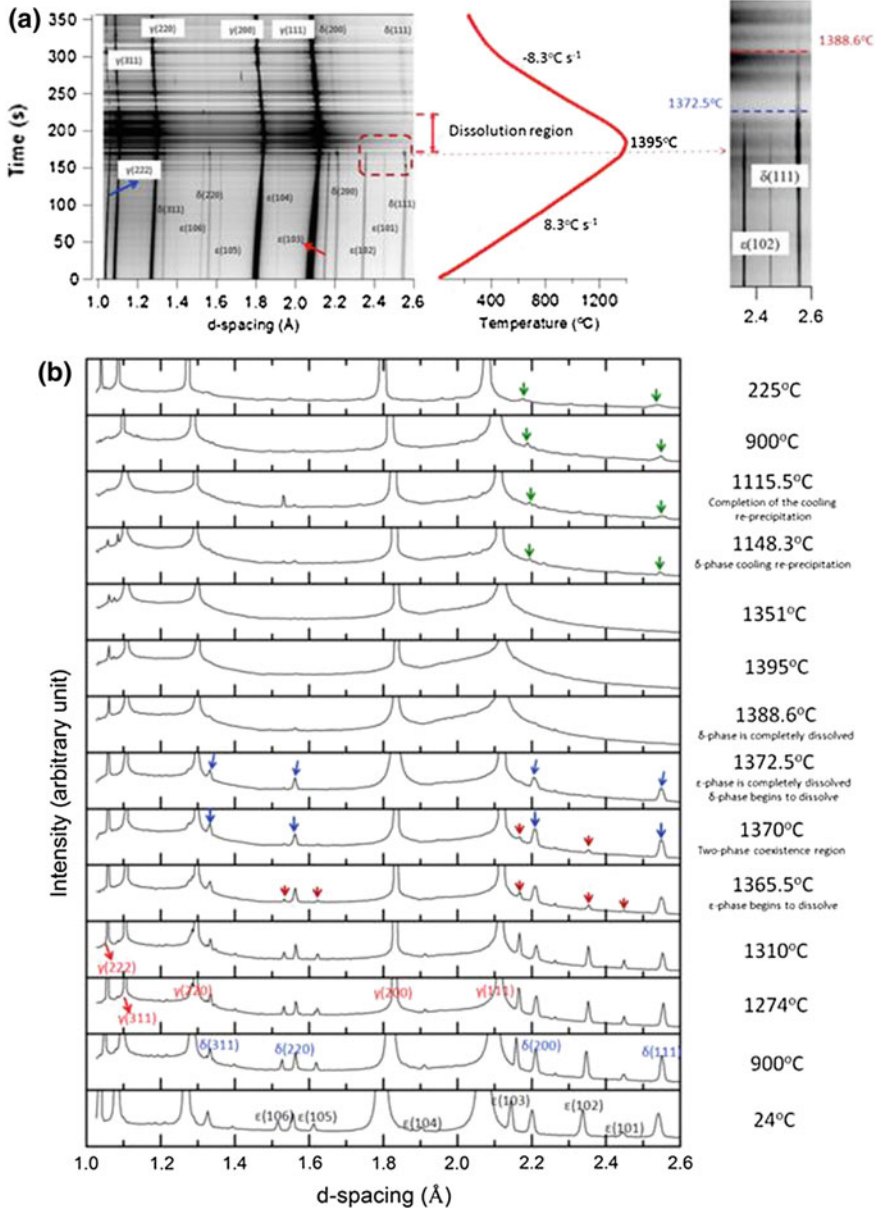 (a)
350
300
250
200
150
100
50
0
Time (s)
γ(311)
γ(220)
γ(200)
γ(111)
δ(200)
δ(111)
γ(222)
δ(311)
ε(106)
δ(220)
ε(105)
ε(104)
ε(103)
δ(200)
ε(102)
ε(101)
δ(111)
1.0 1.2 1.4 1.6 1.8 2.0 2.2 2.4 2.6
d-spacing (Å)
-8.3°C s⁻¹
Dissolution region
1395°C
8.3°C s⁻¹
400 800 1200
Temperature (°C)
1388.6°C
1372.5°C
δ(111)
ε(102)
2.4 2.6
(b)
225°C
900°C
1115.5°C
Completion of the cooling
re-precipitation
1148.3°C
δ-phase cooling re-precipitation
1351°C
1395°C
1388.6°C
δ-phase is completely dissolved
1372.5°C
ε-phase is completely dissolved
δ-phase begins to dissolve
1370°C
Two-phase coexistence region
1365.5°C
ε-phase begins to dissolve
1310°C
γ(222)
1274°C
γ(220) γ(200) γ(111)
γ(311)
900°C
δ(311) δ(220) δ(200) δ(111)
24°C
ε(106) ε(105) ε(104) ε(103) ε(102) ε(101)
Intensity (arbitrary unit)
1.0 1.2 1.4 1.6 1.8 2.0 2.2 2.4 2.6
d-spacing (Å)